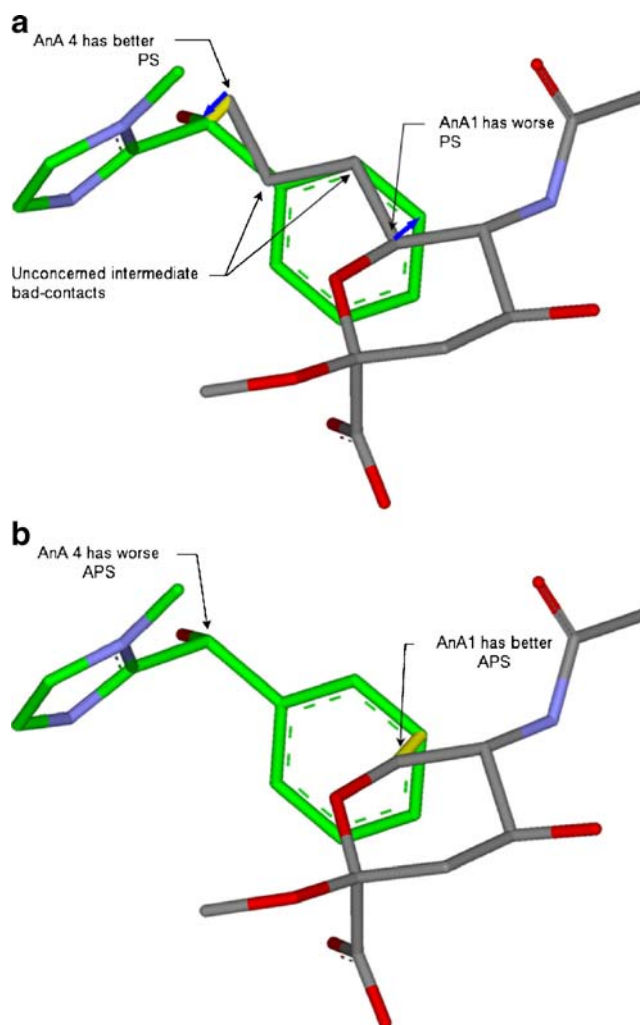 a
AnA 4 has better
PS
AnA1 has worse
PS
Unconcerned intermediate
bad-contacts
b
AnA 4 has worse
APS
AnA1 has better
APS